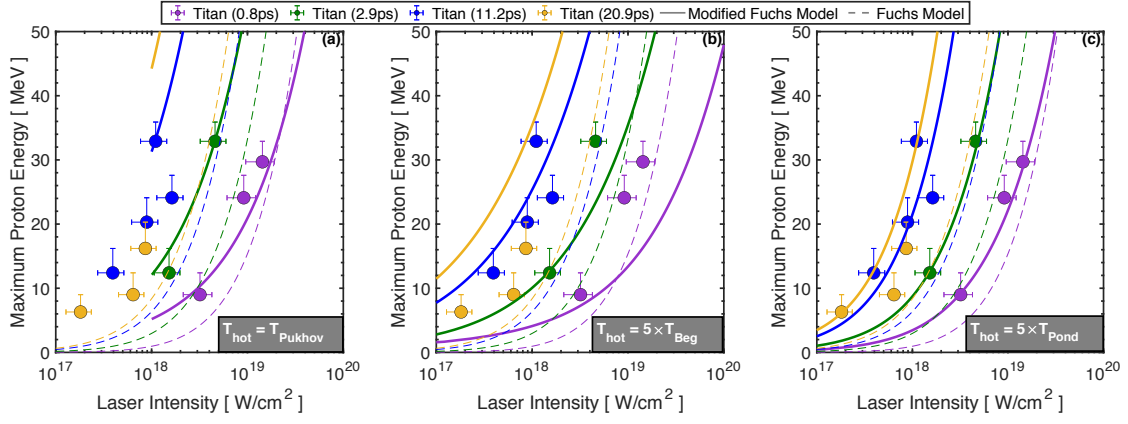 Titan (0.8ps) Titan (2.9ps) Titan (11.2ps) Titan (20.9ps) Modified Fuchs Model Fuchs Model
(a)
Maximum Proton Energy [ MeV ]
50
40
30
20
10
0
T_hot = T_Pukhov
10^17 10^18 10^19 10^20
Laser Intensity [ W/cm^2 ]
(b)
Maximum Proton Energy [ MeV ]
50
40
30
20
10
0
T_hot = 5×T_Beg
10^17 10^18 10^19 10^20
Laser Intensity [ W/cm^2 ]
(c)
Maximum Proton Energy [ MeV ]
50
40
30
20
10
0
T_hot = 5×T_Pond
10^17 10^18 10^19 10^20
Laser Intensity [ W/cm^2 ]